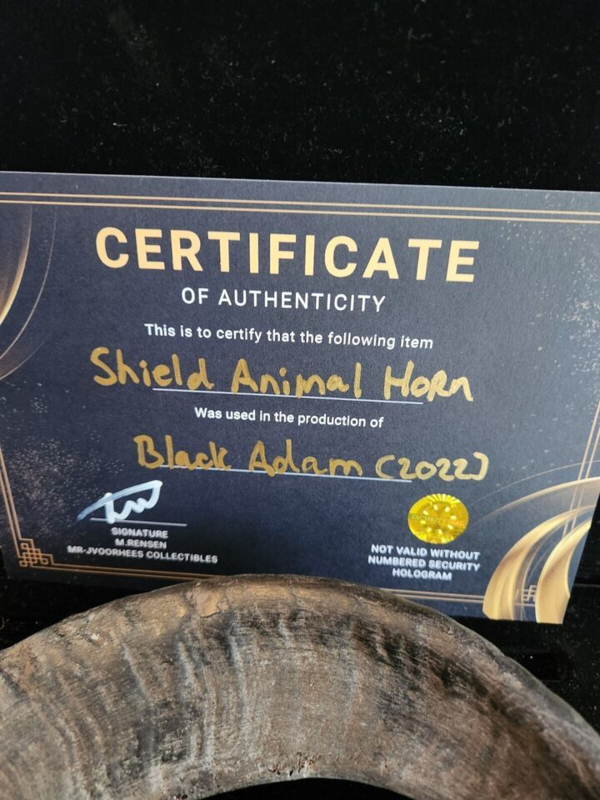 CERTIFICATE
OF AUTHENTICITY
This is to certify that the following item
Shield Animal Horn
Was used in the production of
Black Adam (2022)
SIGNATURE
M.RENSEN
MR-JVOORHEES COLLECTIBLES
NOT VALID WITHOUT
NUMBERED SECURITY
HOLOGRAM